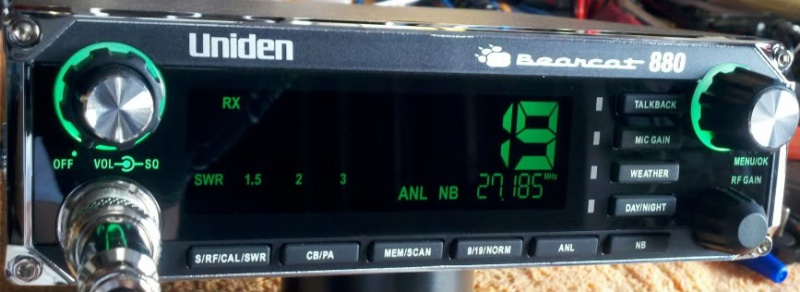 Uniden
Bearcat 880
RX
19
TALKBACK
MIC GAIN
MENU/OK
OFF VOL SQ
SWR 1.5 2 3
ANL NB
27.185 MHz
WEATHER
RF GAIN
DAY/NIGHT
S/RF/CAL/SWR
CB/PA
MEM/SCAN
9/19/NORM
ANL
NB